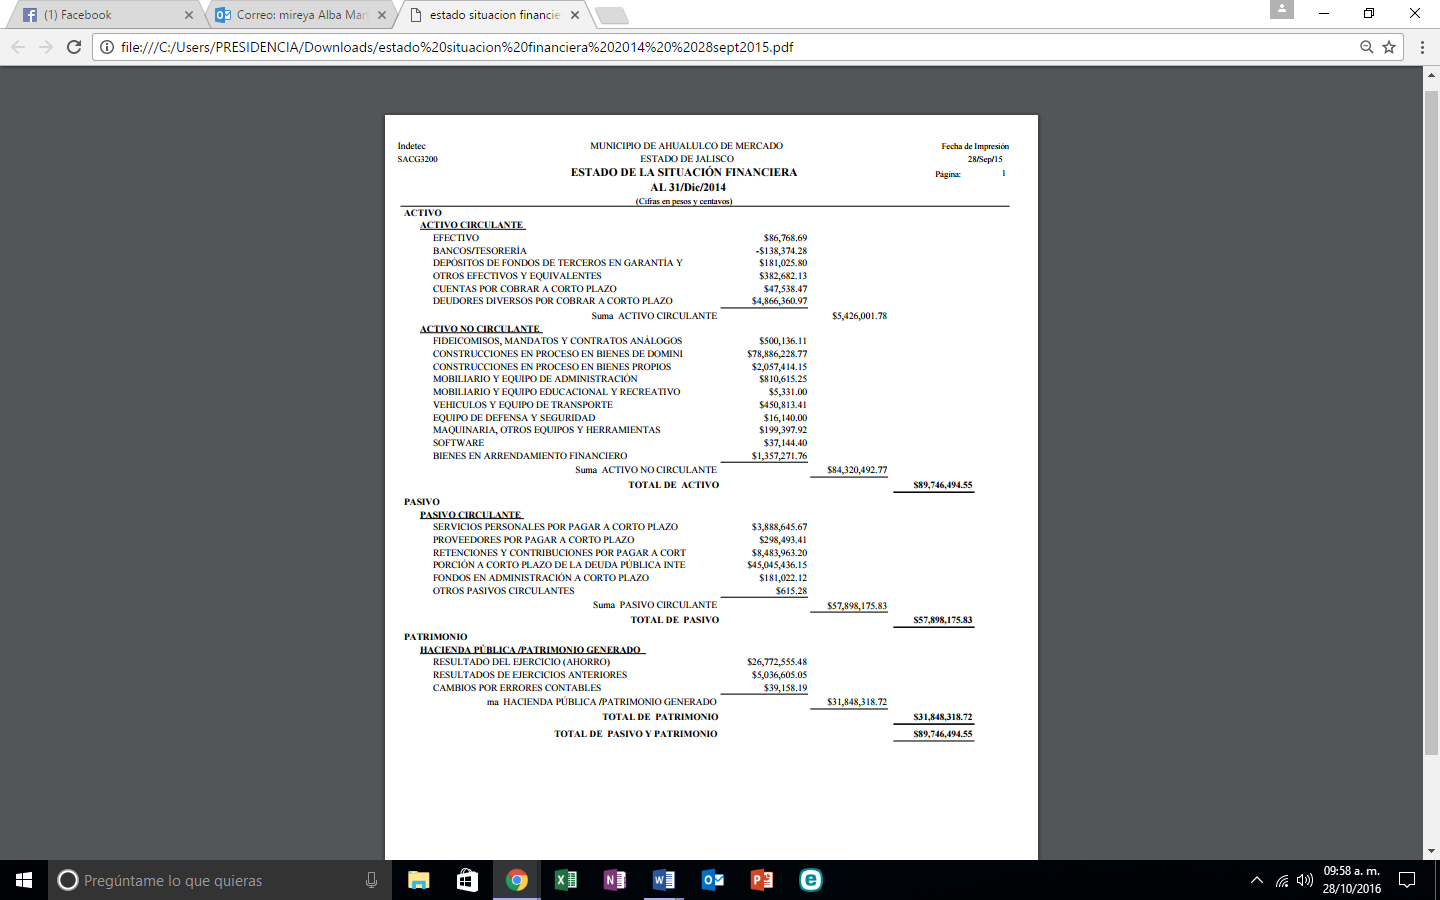 (1) Facebook
Correo: mireya Alba Mar
estado situacion financie
file:///C:/Users/PRESIDENCIA/Downloads/estado%20situacion%20financiera%202014%20%2028sept2015.pdf
Indetec MUNICIPIO DE AHUALULCO DE MERCADO Fecha de Impresión
SACG3200 ESTADO DE JALISCO 28/Sep/15
ESTADO DE LA SITUACIÓN FINANCIERA Página: 1
AL 31/Dic/2014
(Cifras en pesos y centavos)
ACTIVO
ACTIVO CIRCULANTE
EFECTIVO $86,768.69
BANCOS/TESORERÍA -$138,374.28
DEPÓSITOS DE FONDOS DE TERCEROS EN GARANTÍA Y $181,025.80
OTROS EFECTIVOS Y EQUIVALENTES $382,682.13
CUENTAS POR COBRAR A CORTO PLAZO $47,538.47
DEUDORES DIVERSOS POR COBRAR A CORTO PLAZO $4,866,360.97
Suma ACTIVO CIRCULANTE $5,426,001.78
ACTIVO NO CIRCULANTE
FIDEICOMISOS, MANDATOS Y CONTRATOS ANÁLOGOS $500,136.11
CONSTRUCCIONES EN PROCESO EN BIENES DE DOMINI $78,886,228.77
CONSTRUCCIONES EN PROCESO EN BIENES PROPIOS $2,057,414.15
MOBILIARIO Y EQUIPO DE ADMINISTRACIÓN $810,615.25
MOBILIARIO Y EQUIPO EDUCACIONAL Y RECREATIVO $5,331.00
VEHICULOS Y EQUIPO DE TRANSPORTE $450,813.41
EQUIPO DE DEFENSA Y SEGURIDAD $16,140.00
MAQUINARIA, OTROS EQUIPOS Y HERRAMIENTAS $199,397.92
SOFTWARE $37,144.40
BIENES EN ARRENDAMIENTO FINANCIERO $1,357,271.76
Suma ACTIVO NO CIRCULANTE $84,320,492.77
TOTAL DE ACTIVO $89,746,494.55
PASIVO
PASIVO CIRCULANTE
SERVICIOS PERSONALES POR PAGAR A CORTO PLAZO $3,888,645.67
PROVEEDORES POR PAGAR A CORTO PLAZO $298,493.41
RETENCIONES Y CONTRIBUCIONES POR PAGAR A CORT $8,483,963.20
PORCIÓN A CORTO PLAZO DE LA DEUDA PÚBLICA INTE $45,045,436.15
FONDOS EN ADMINISTRACIÓN A CORTO PLAZO $181,022.12
OTROS PASIVOS CIRCULANTES $615.28
Suma PASIVO CIRCULANTE $57,898,175.83
TOTAL DE PASIVO $57,898,175.83
PATRIMONIO
HACIENDA PÚBLICA /PATRIMONIO GENERADO
RESULTADO DEL EJERCICIO (AHORRO) $26,772,555.48
RESULTADOS DE EJERCICIOS ANTERIORES $5,036,605.05
CAMBIOS POR ERRORES CONTABLES $39,158.19
ma HACIENDA PÚBLICA /PATRIMONIO GENERADO $31,848,318.72
TOTAL DE PATRIMONIO $31,848,318.72
TOTAL DE PASIVO Y PATRIMONIO $89,746,494.55
Pregúntame lo que quieras
09:58 a. m.
28/10/2016